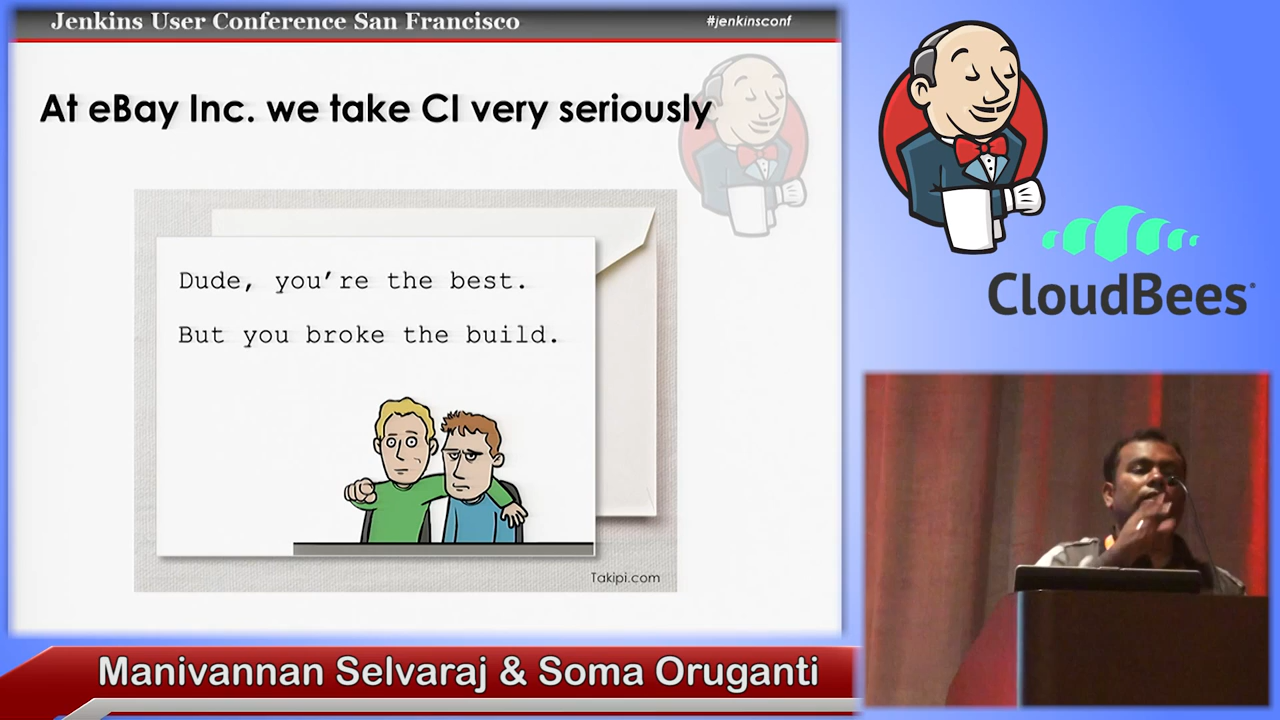 Jenkins User Conference San Francisco
#jenkinsconf
At eBay Inc. we take CI very seriously
Dude, you're the best.
But you broke the build.
Takipi.com
CloudBees
Manivannan Selvaraj & Soma Oruganti